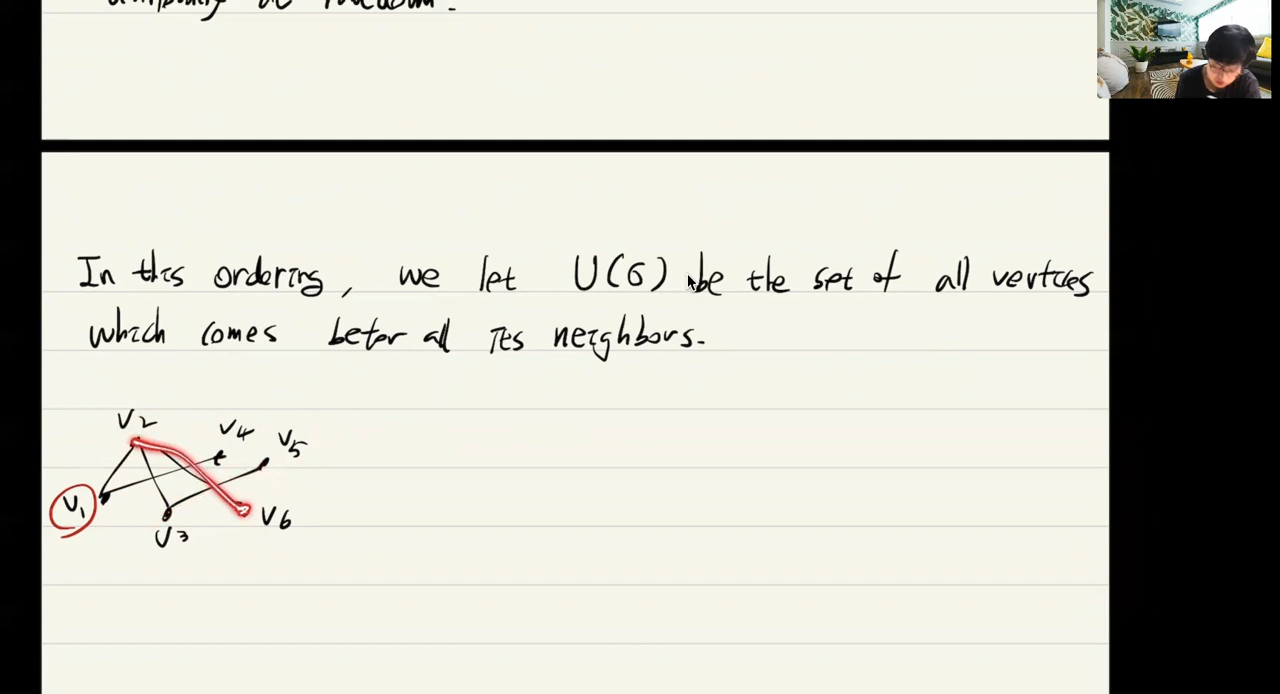 In this ordering, we let U(σ) be the set of all vertices
which comes befor all its neighbors.
V2
V4
V5
V1
V6
V3